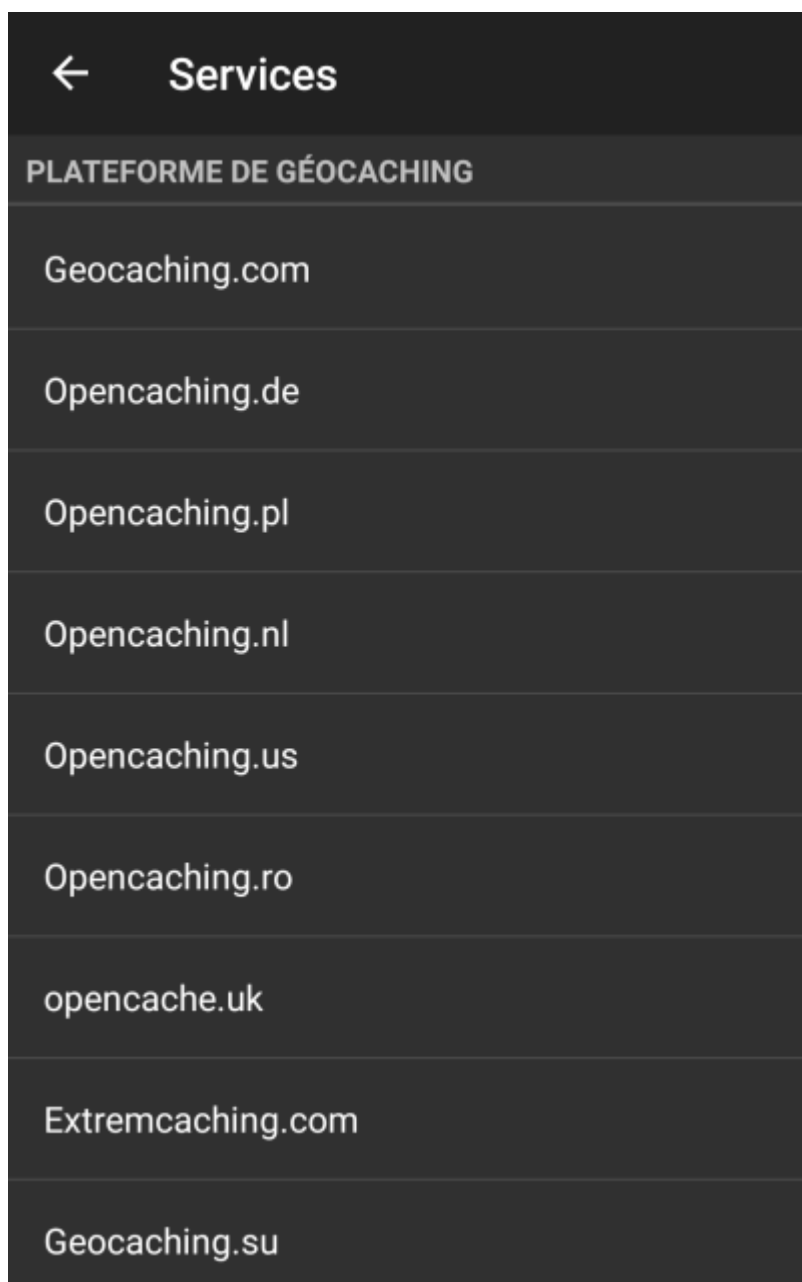 Services
PLATEFORME DE GÉOCACHING
Geocaching.com
Opencaching.de
Opencaching.pl
Opencaching.nl
Opencaching.us
Opencaching.ro
opencache.uk
Extremcaching.com
Geocaching.su